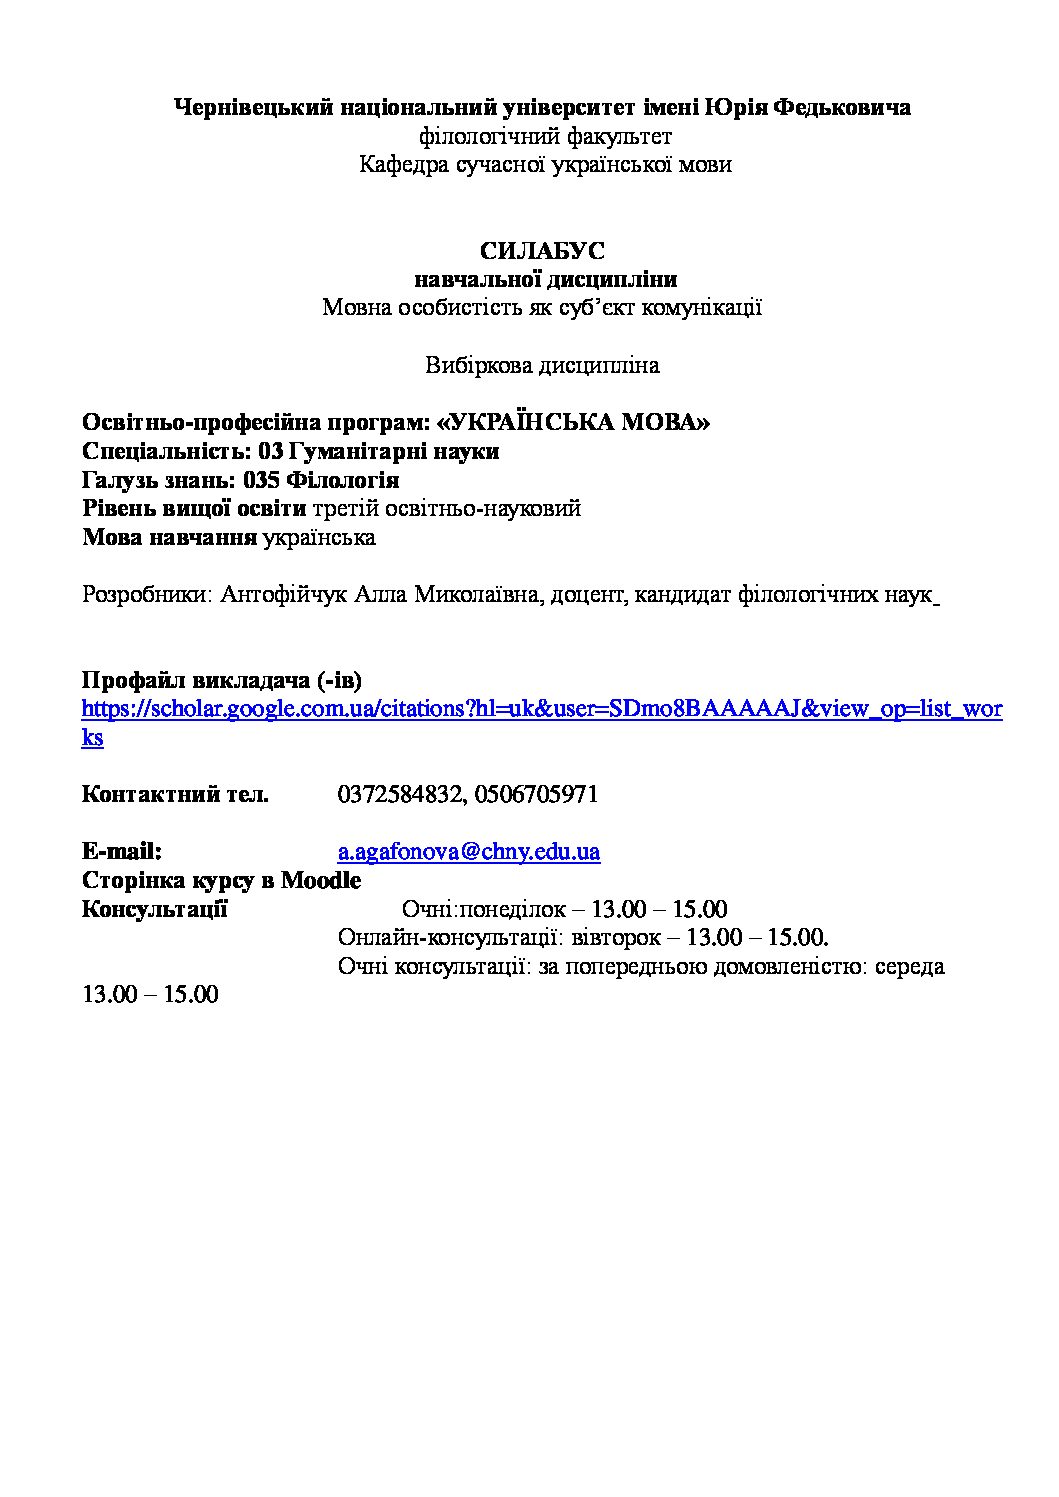 Чернівецький національний університет імені Юрія Федьковича
філологічний факультет
Кафедра сучасної української мови
СИЛАБУС
навчальної дисципліни
Мовна особистість як суб’єкт комунікації
Вибіркова дисципліна
Освітньо-професійна програм: «УКРАЇНСЬКА МОВА»
Спеціальність: 03 Гуманітарні науки
Галузь знань: 035 Філологія
Рівень вищої освіти третій освітньо-науковий
Мова навчання українська
Розробники: Антофійчук Алла Миколаївна, доцент, кандидат філологічних наук_
Профайл викладача (-ів)
https://scholar.google.com.ua/citations?hl=uk&user=SDmo8BAAAAAJ&view_op=list_wor
ks
Контактний тел. 0372584832, 0506705971
E-mail: a.agafonova@chny.edu.ua
Сторінка курсу в Moodle
Консультації Очні:понеділок – 13.00 – 15.00
Онлайн-консультації: вівторок – 13.00 – 15.00.
Очні консультації: за попередньою домовленістю: середа
13.00 – 15.00